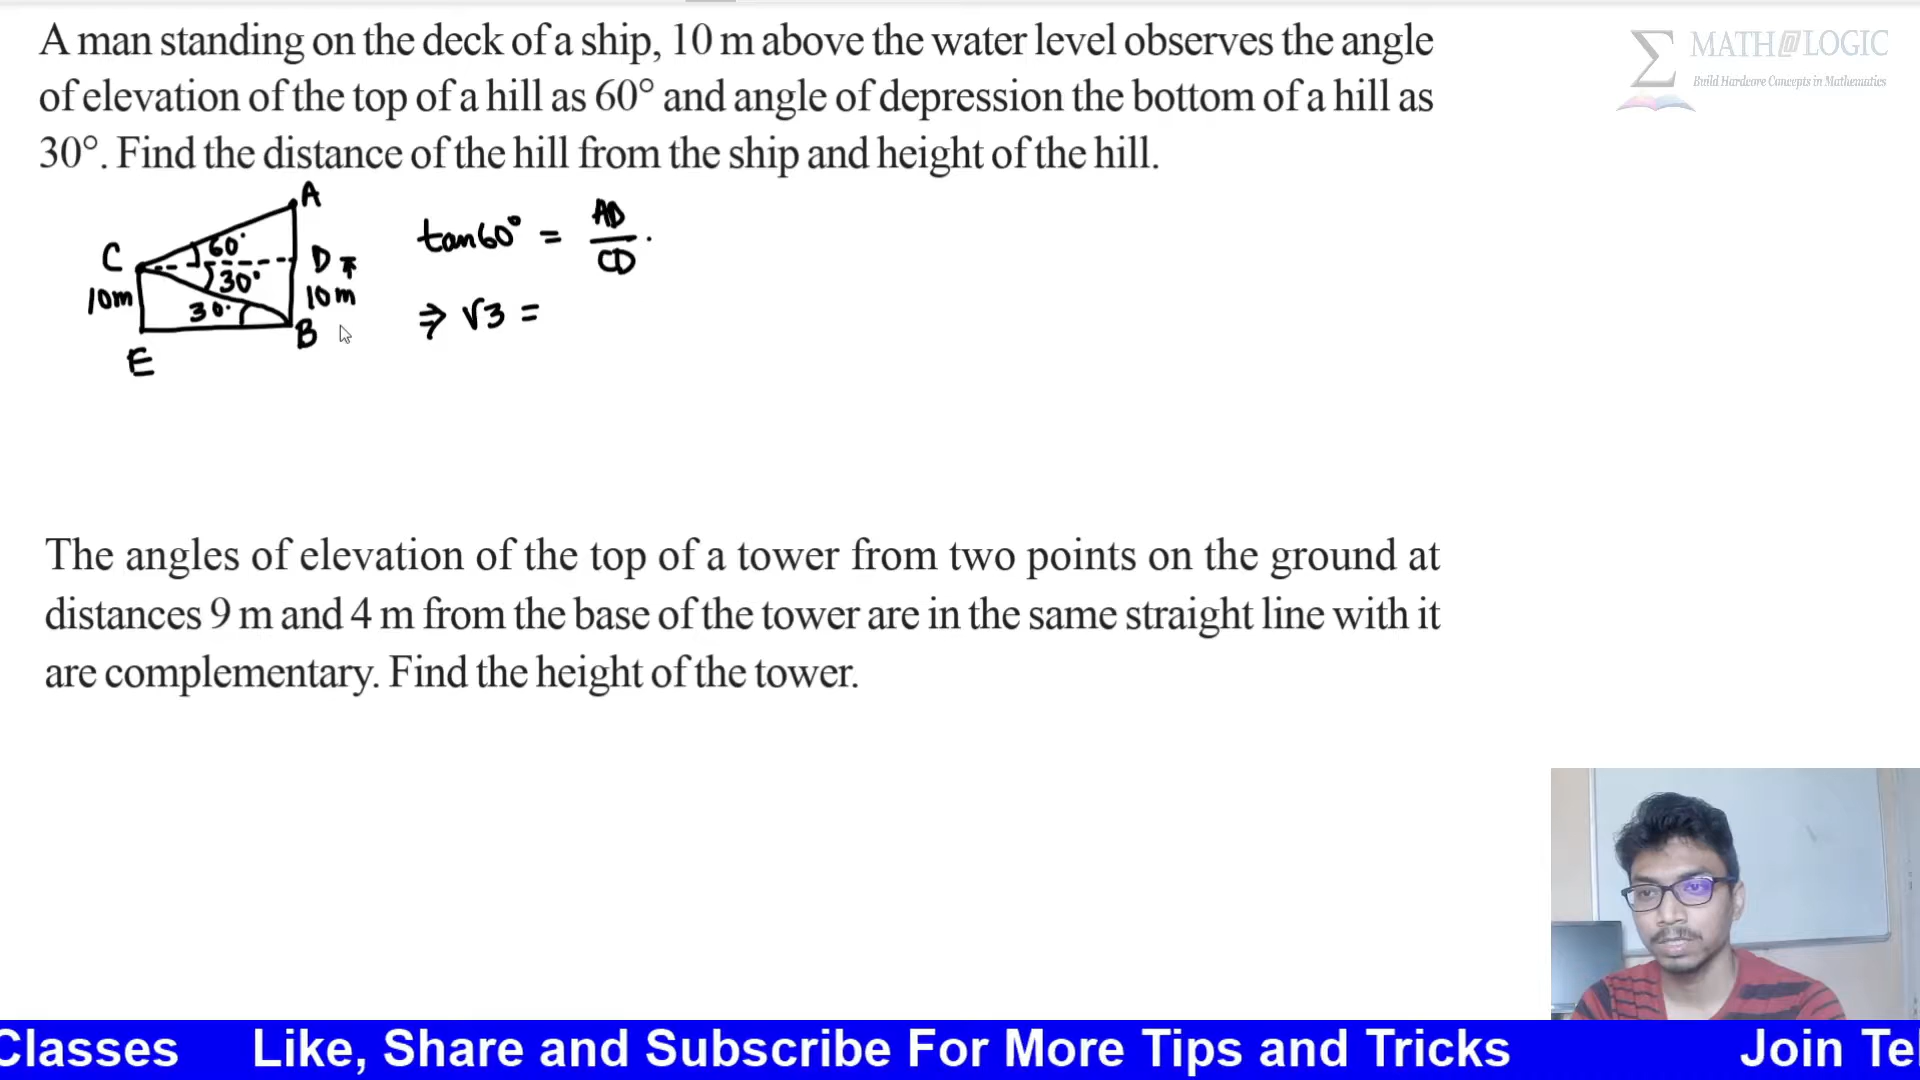 A man standing on the deck of a ship, 10 m above the water level observes the angle
of elevation of the top of a hill as 60° and angle of depression the bottom of a hill as
30°. Find the distance of the hill from the ship and height of the hill.
MATH@LOGIC
Build Hardcore Concepts in Mathematics
A
C
60°
D
30°
10m
10m
30°
B
E
tan60° = AD/CD.
⇒ √3 =
The angles of elevation of the top of a tower from two points on the ground at
distances 9 m and 4 m from the base of the tower are in the same straight line with it
are complementary. Find the height of the tower.
Classes Like, Share and Subscribe For More Tips and Tricks Join Tel